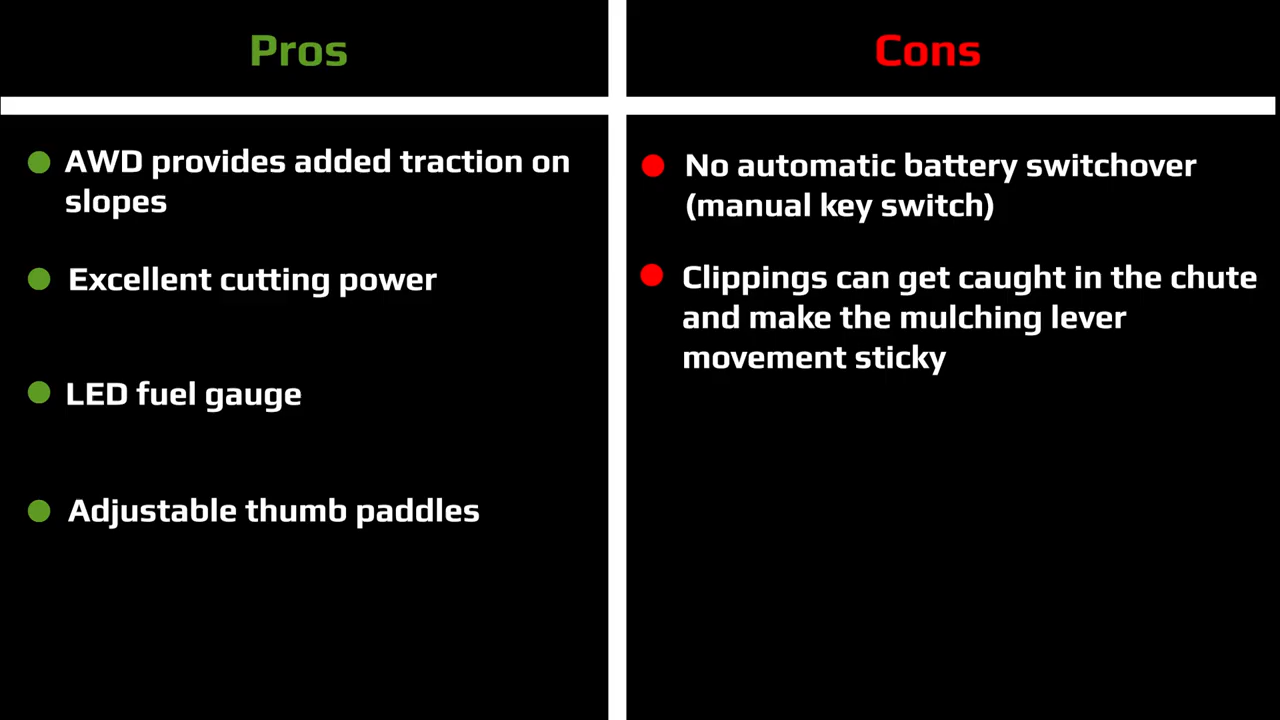 Pros
AWD provides added traction on
slopes
Excellent cutting power
LED fuel gauge
Adjustable thumb paddles
Cons
No automatic battery switchover
(manual key switch)
Clippings can get caught in the chute
and make the mulching lever
movement sticky